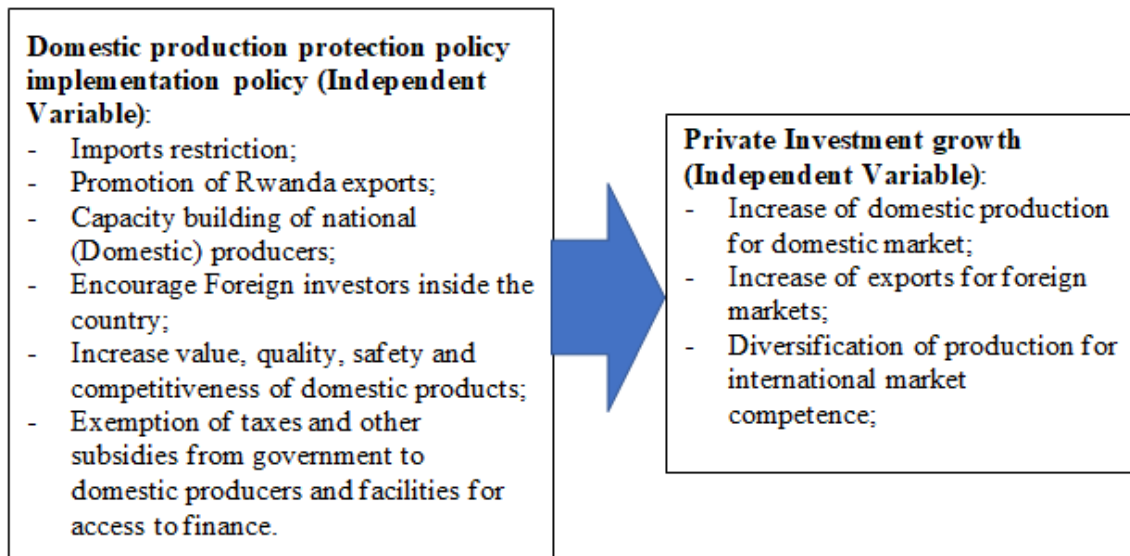 Domestic production protection policy
implementation policy (Independent
Variable):
- Imports restriction;
- Promotion of Rwanda exports;
- Capacity building of national
(Domestic) producers;
- Encourage Foreign investors inside the
country;
- Increase value, quality, safety and
competitiveness of domestic products;
- Exemption of taxes and other
subsidies from government to
domestic producers and facilities for
access to finance.
Private Investment growth
(Independent Variable):
- Increase of domestic production
for domestic market;
- Increase of exports for foreign
markets;
- Diversification of production for
international market
competence;